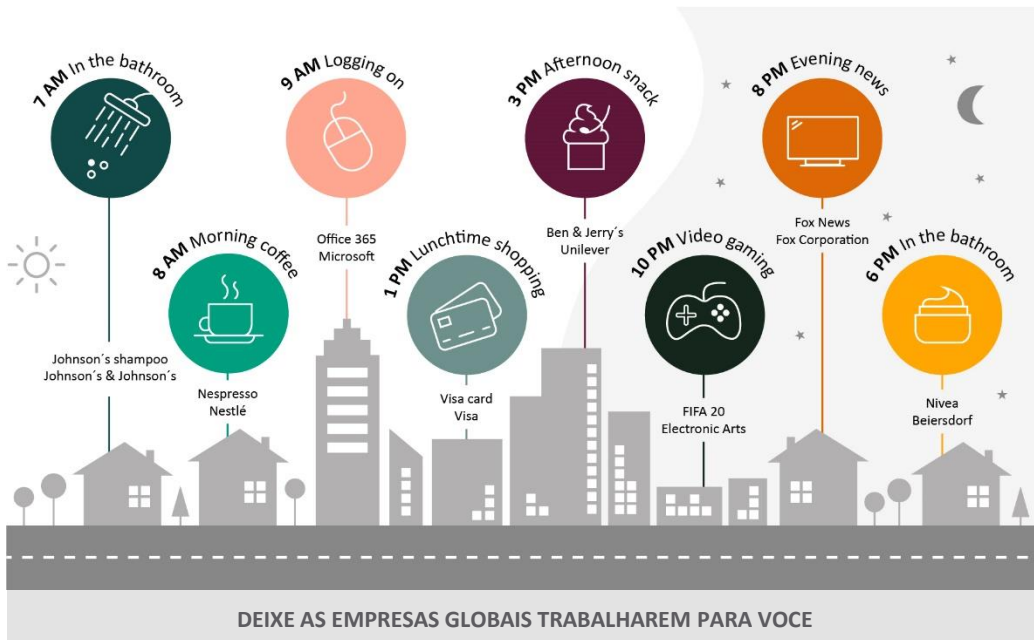 7 AM In the bathroom
Johnson´s shampoo
Johnson´s & Johnson´s
8 AM Morning coffee
Nespresso
Nestlé
9 AM Logging on
Office 365
Microsoft
1 PM Lunchtime shopping
Visa card
Visa
3 PM Afternoon snack
Ben & Jerry´s
Unilever
10 PM Video gaming
FIFA 20
Electronic Arts
8 PM Evening news
Fox News
Fox Corporation
6 PM In the bathroom
Nivea
Beiersdorf
DEIXE AS EMPRESAS GLOBAIS TRABALHAREM PARA VOCE